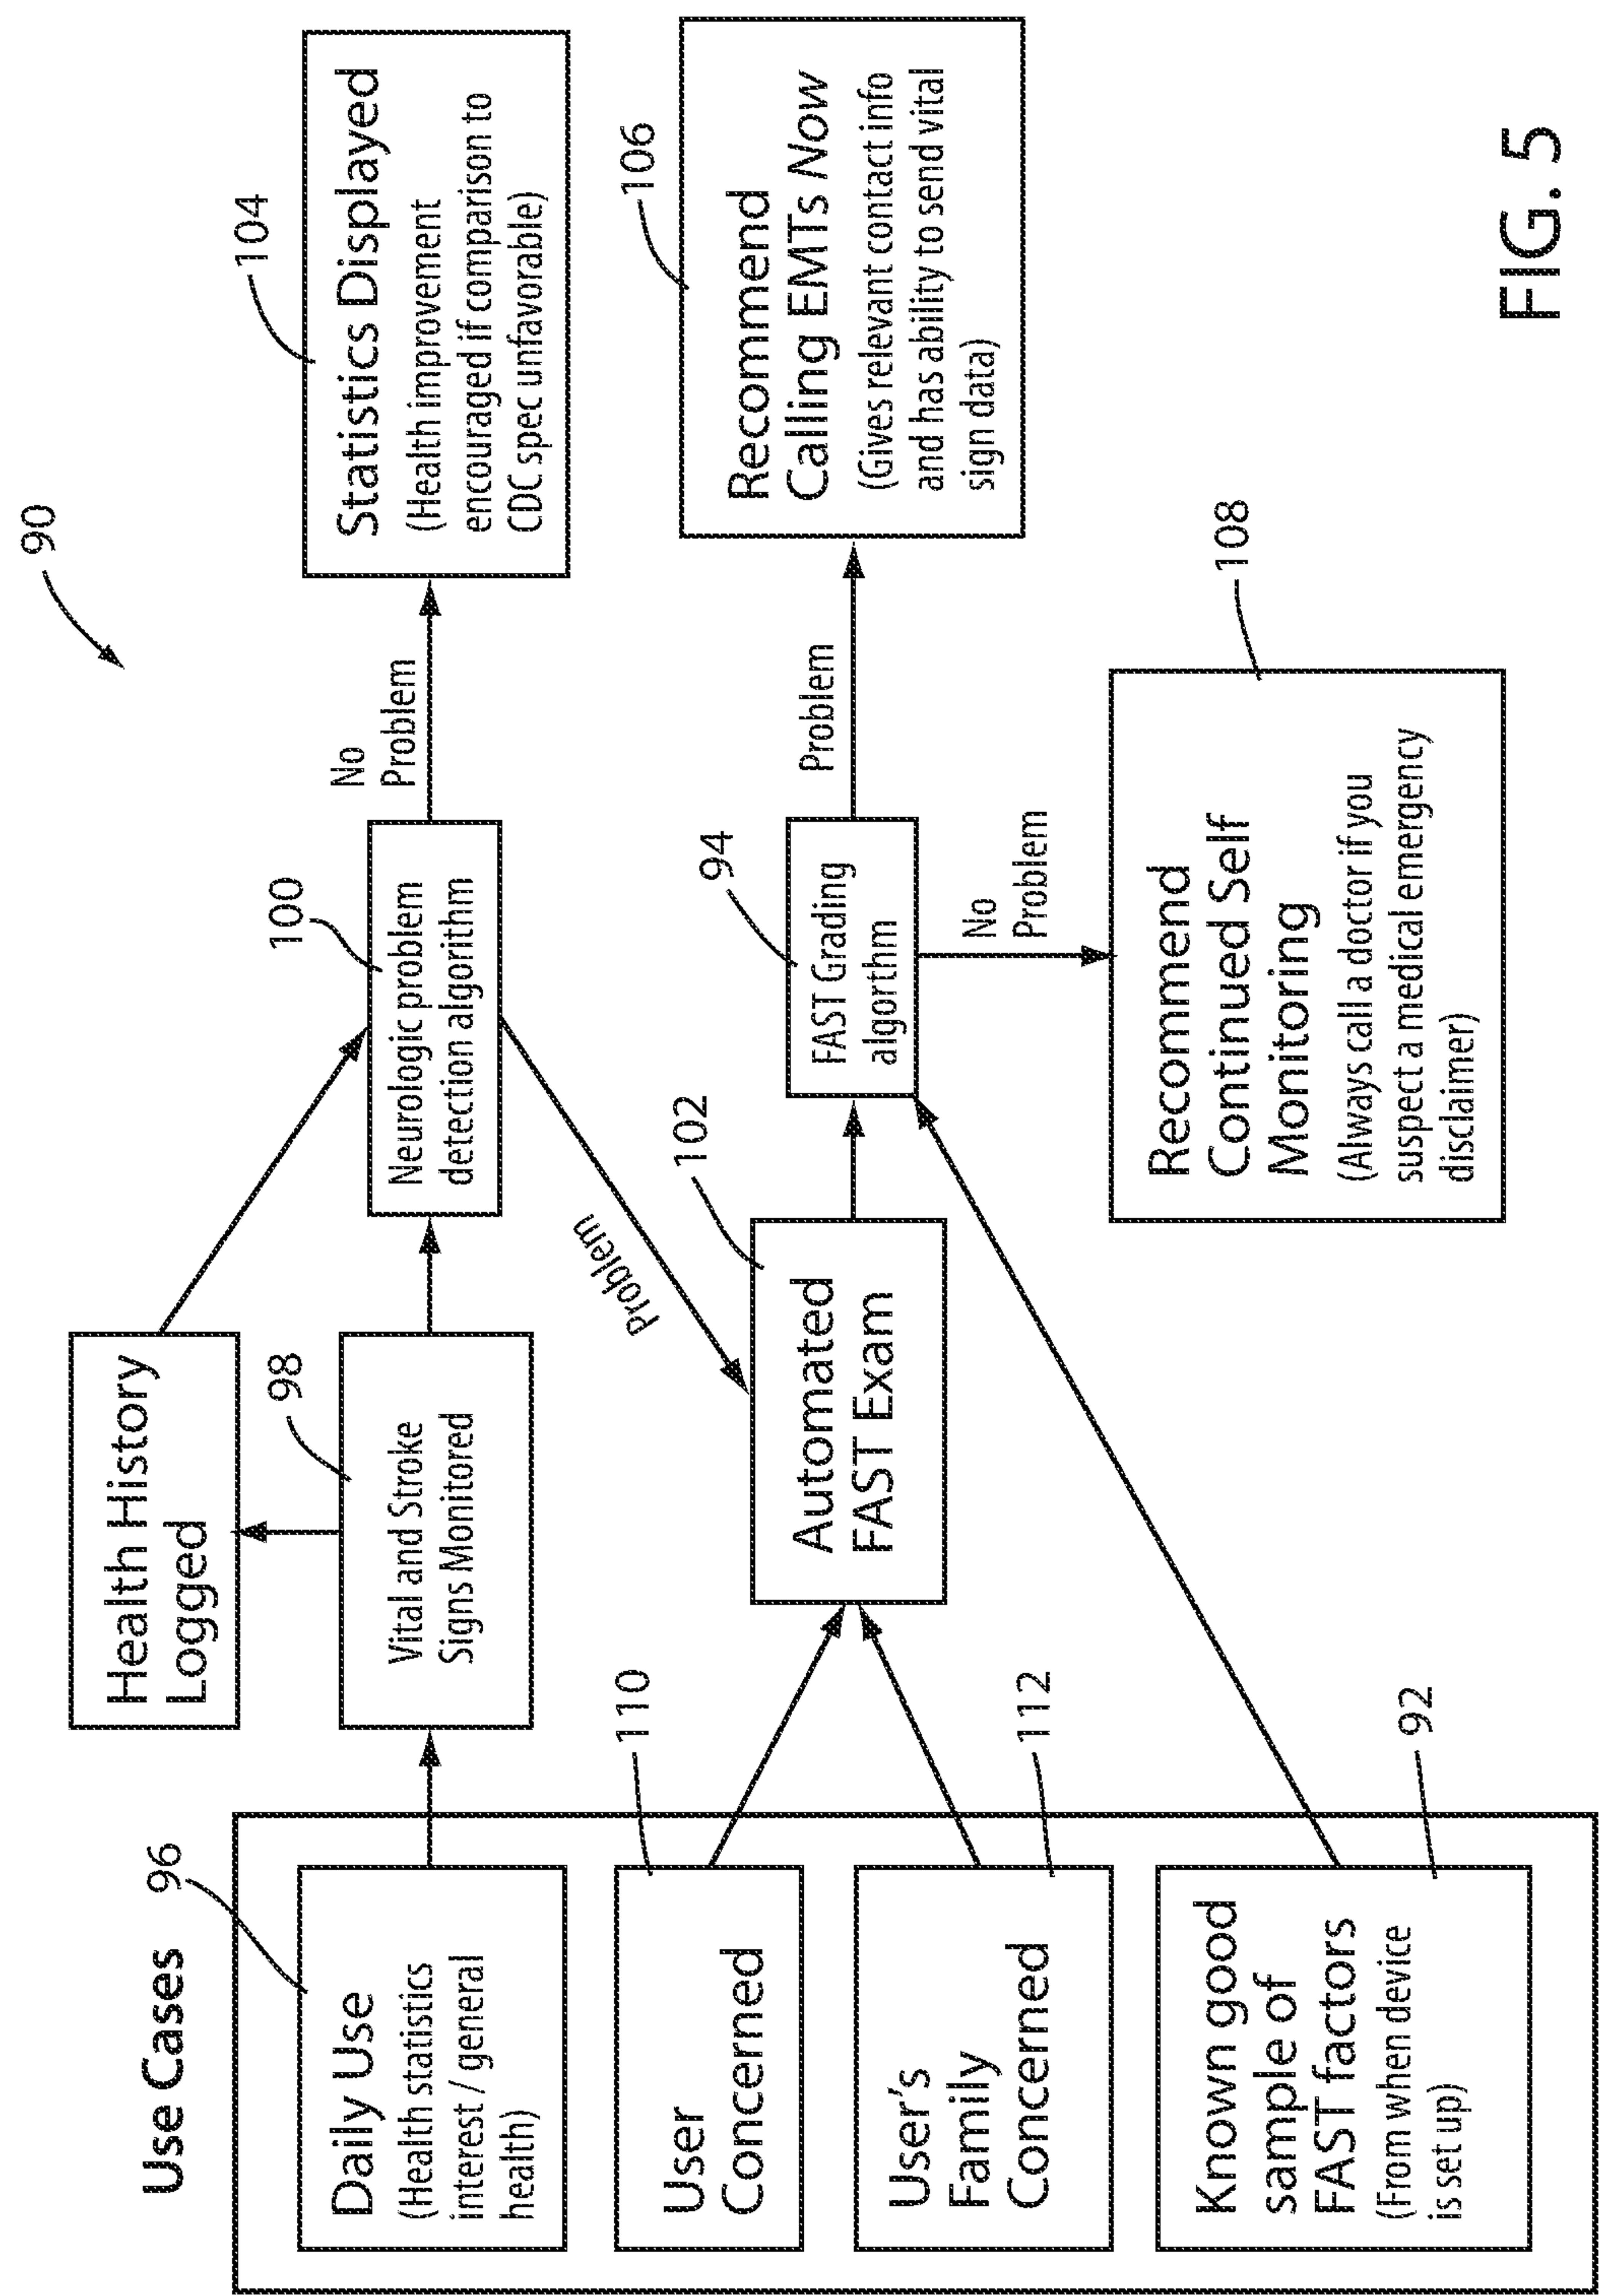 90
Use Cases
96
Daily Use
(Health statistics
interest / general
health)
110
User
Concerned
112
User's
Family
Concerned
92
Known good
sample of
FAST factors
(From when device
is set up)
Health History
Logged
98
Vital and Stroke
Signs Monitored
100
Neurologic problem
detection algorithm
Problem
102
Automated
FAST Exam
94
FAST Grading
algorithm
No
Problem
104
Statistics Displayed
(Health improvement
encouraged if comparison to
CDC spec unfavorable)
Problem
106
Recommend
Calling EMTs Now
(Gives relevant contact info
and has ability to send vital
sign data)
No
Problem
108
Recommend
Continued Self
Monitoring
(Always call a doctor if you
suspect a medical emergency
disclaimer)
FIG. 5